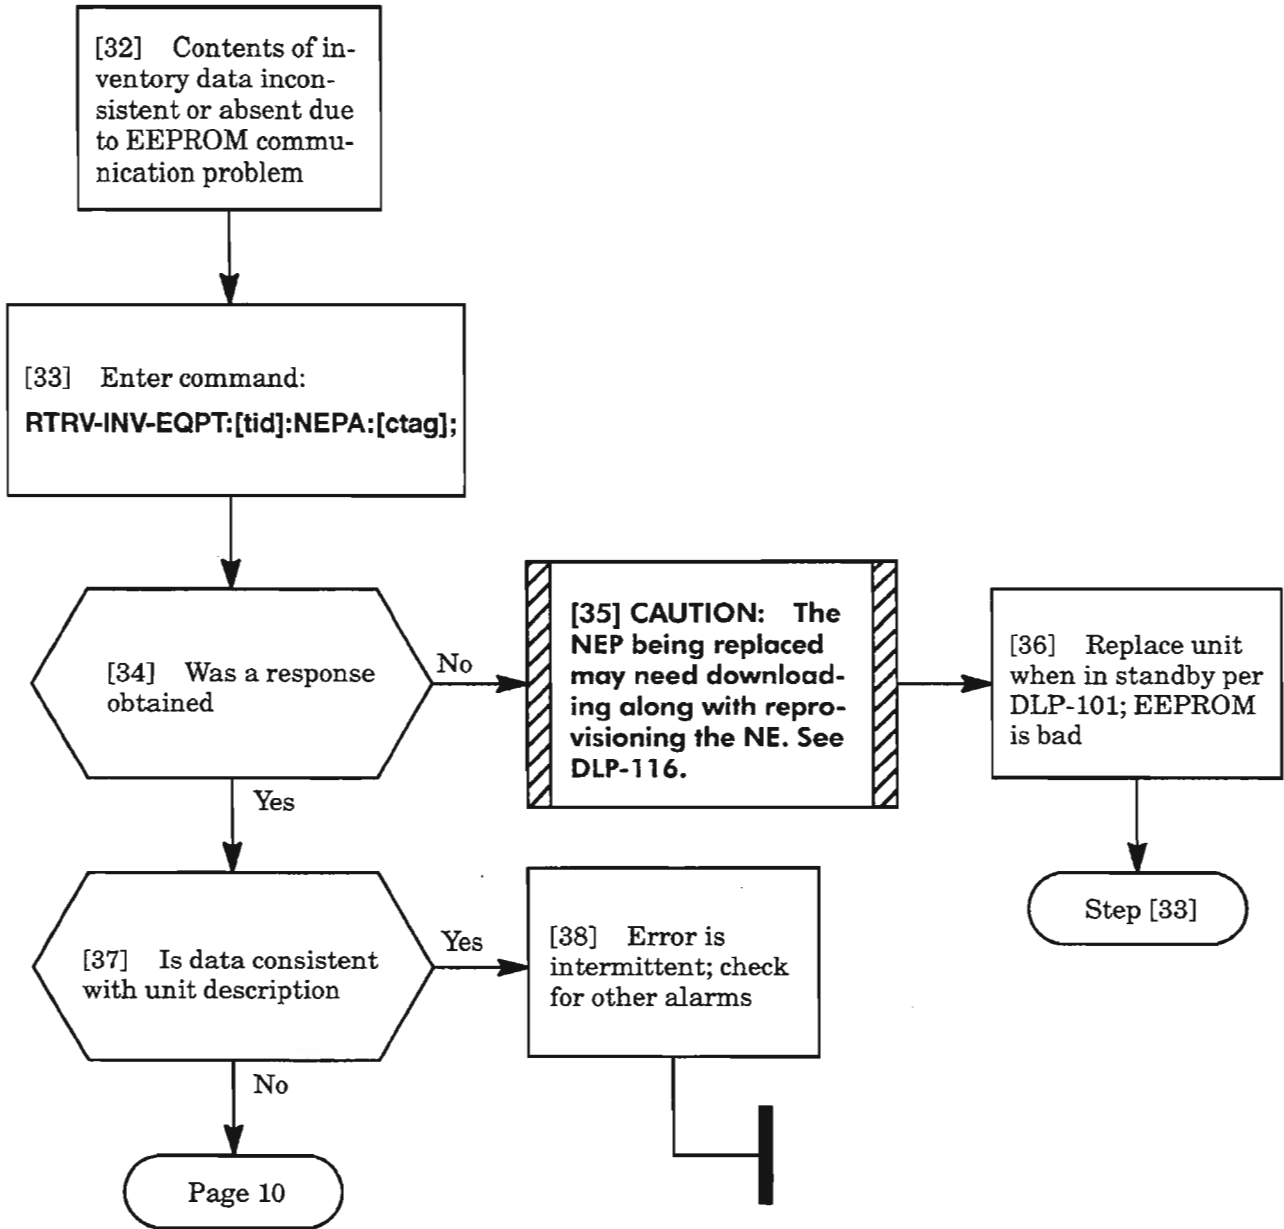 [32] Contents of in-
ventory data incon-
sistent or absent due
to EEPROM commu-
nication problem
[33] Enter command:
RTRV-INV-EQPT:[tid]:NEPA:[ctag];
[34] Was a response
obtained
No
[35] CAUTION: The
NEP being replaced
may need download-
ing along with repro-
visioning the NE. See
DLP-116.
[36] Replace unit
when in standby per
DLP-101; EEPROM
is bad
Step [33]
Yes
[37] Is data consistent
with unit description
Yes
[38] Error is
intermittent; check
for other alarms
No
Page 10